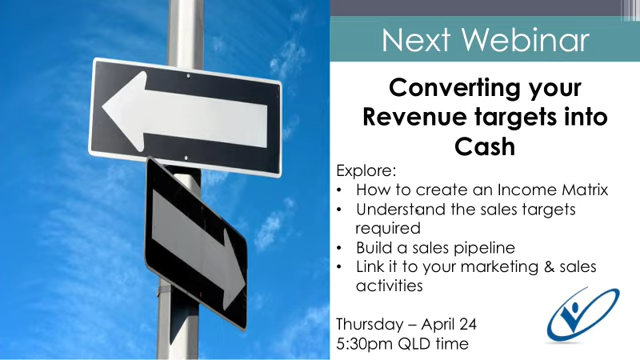 Next Webinar
Converting your
Revenue targets into
Cash
Explore:
• How to create an Income Matrix
• Understand the sales targets
required
• Build a sales pipeline
• Link it to your marketing & sales
activities
Thursday – April 24
5:30pm QLD time